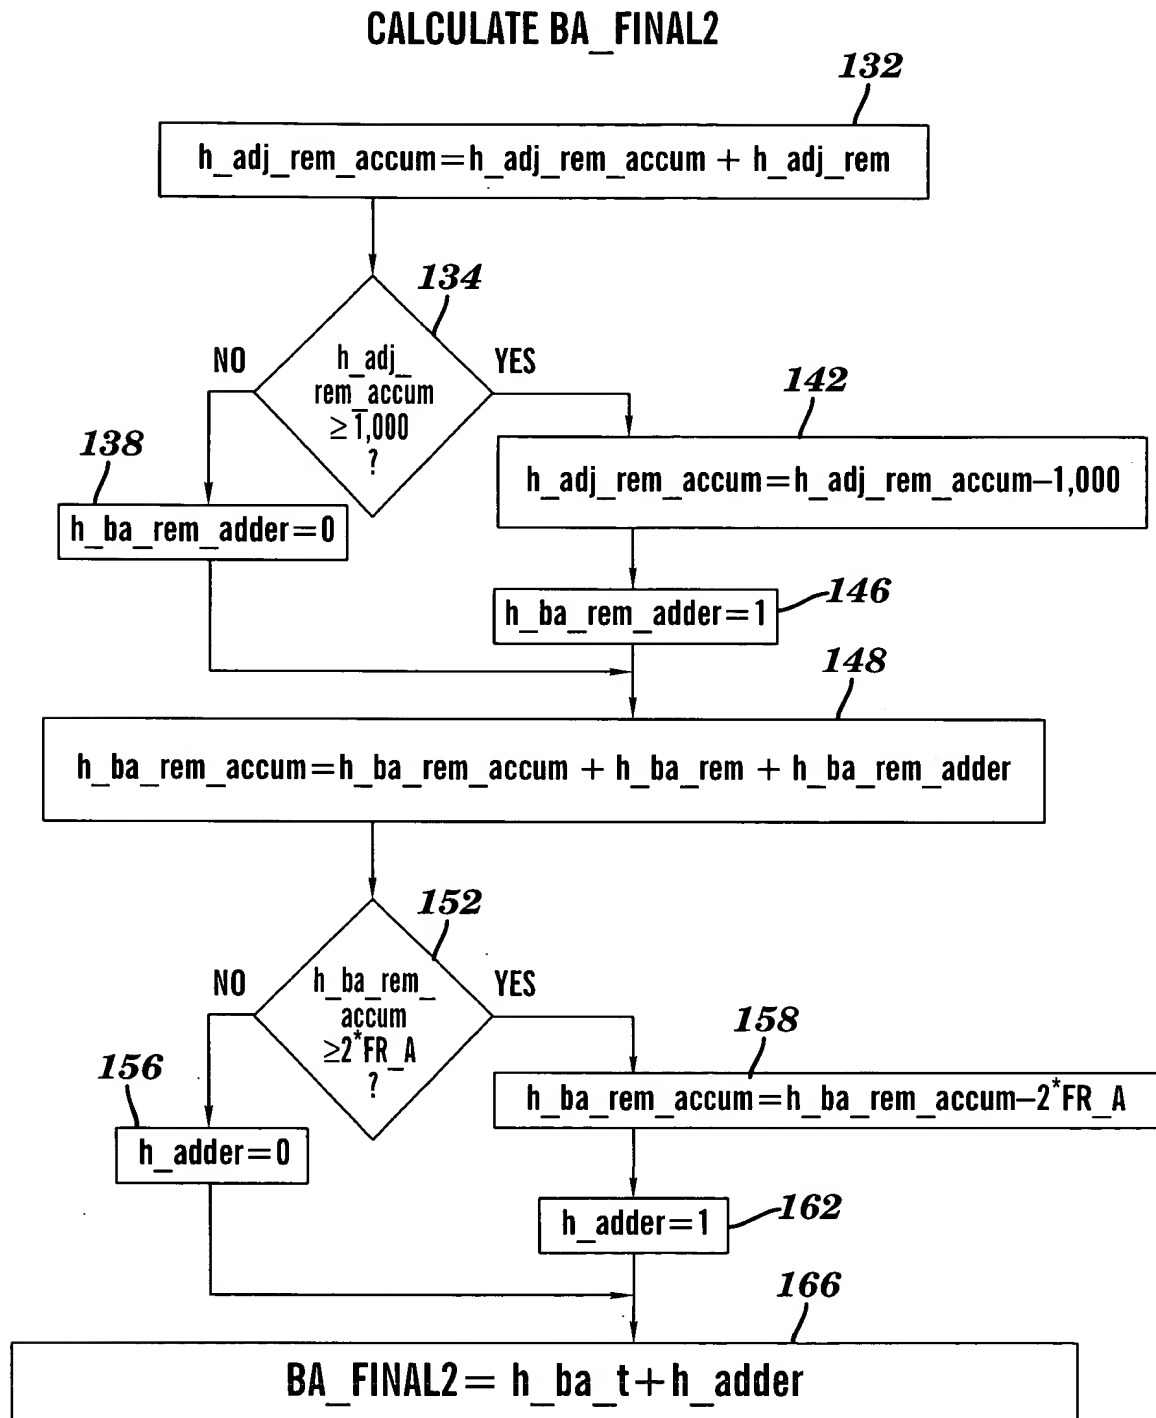 CALCULATE BA_FINAL2
132
h_adj_rem_accum=h_adj_rem_accum + h_adj_rem
134
NO
YES
h_adj_
rem_accum
≥1,000
?
142
138
h_adj_rem_accum=h_adj_rem_accum−1,000
h_ba_rem_adder=0
146
h_ba_rem_adder=1
148
h_ba_rem_accum=h_ba_rem_accum + h_ba_rem + h_ba_rem_adder
152
NO
YES
h_ba_rem_
accum
≥2*FR_A
?
158
156
h_ba_rem_accum=h_ba_rem_accum−2*FR_A
h_adder=0
162
h_adder=1
166
BA_FINAL2= h_ba_t+h_adder